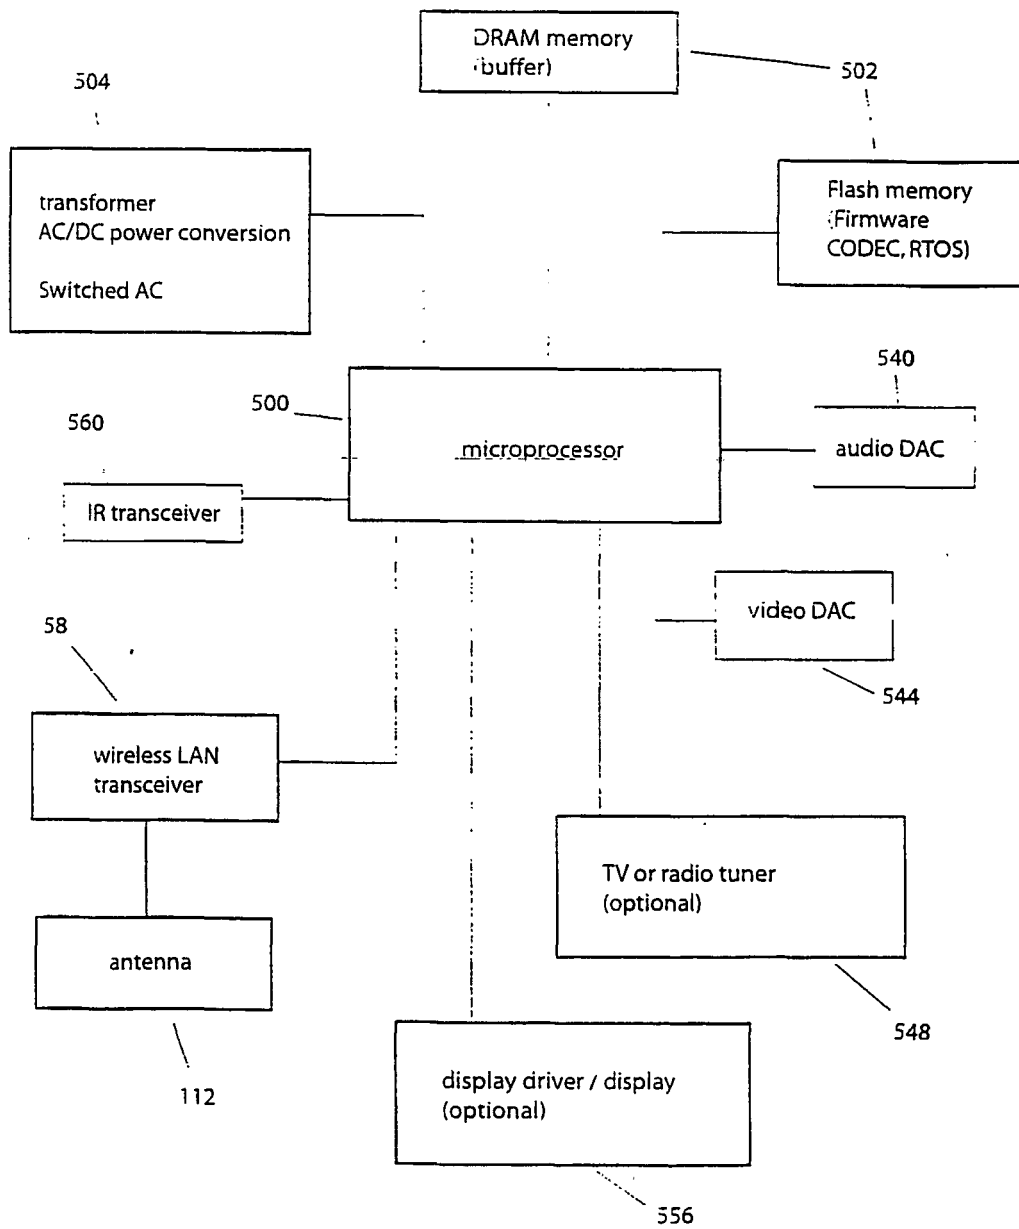 DRAM memory
(buffer)
504
502
transformer
AC/DC power conversion
Switched AC
Flash memory
(Firmware
CODEC, RTOS)
540
500
560
microprocessor
audio DAC
IR transceiver
58
video DAC
544
wireless LAN
transceiver
TV or radio tuner
(optional)
antenna
548
112
display driver / display
(optional)
556